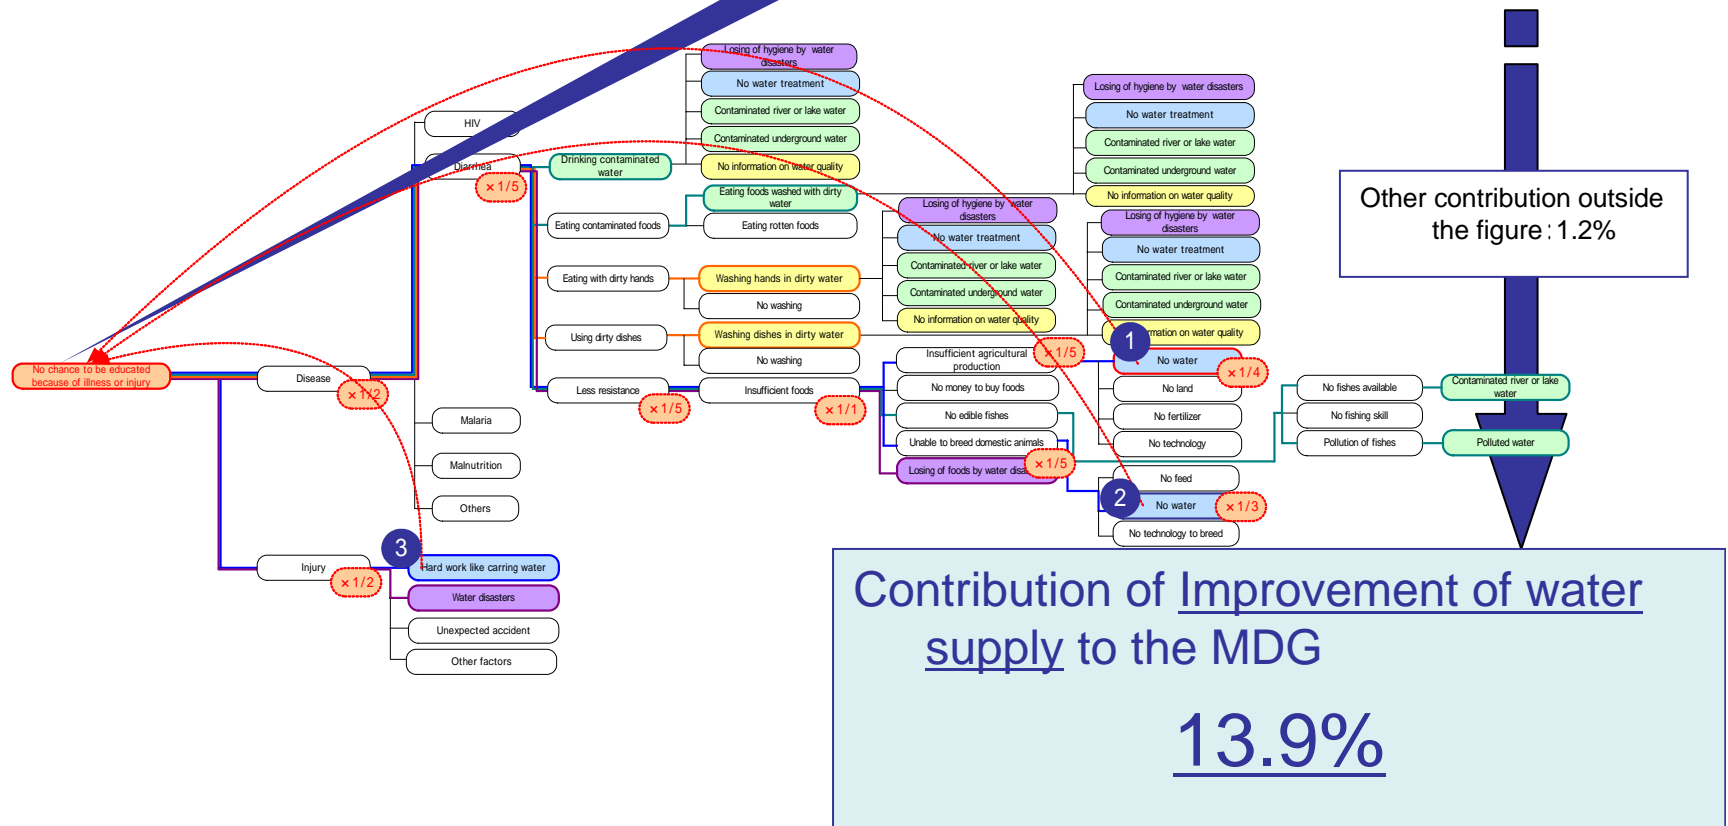 Losing of hygiene by water
disasters
No water treatment
Contaminated river or lake water
Contaminated underground water
No information on water quality
HIV
Diarrhea
×1/5
Drinking contaminated
water
Eating foods washed with dirty
water
Eating contaminated foods
Eating rotten foods
Losing of hygiene by water disasters
No water treatment
Contaminated river or lake water
Contaminated underground water
No information on water quality
Losing of hygiene by water
disasters
No water treatment
Contaminated river or lake water
Contaminated underground water
No information on water quality
Losing of hygiene by water
disasters
No water treatment
Contaminated river or lake water
Contaminated underground water
rmation on water quality
Eating with dirty hands
Washing hands in dirty water
No washing
Using dirty dishes
Washing dishes in dirty water
No washing
No chance to be educated
because of illness or injury
Disease
×1/2
Less resistance
×1/5
Insufficient foods
×1/1
Insufficient agricultural
production
×1/5
No money to buy foods
No edible fishes
Unable to breed domestic animals
Losing of foods by water disas
×1/5
1
No water
×1/4
No land
No fertilizer
No technology
No feed
2
No water
×1/3
No technology to breed
No fishes available
No fishing skill
Pollution of fishes
Contaminated river or lake
water
Polluted water
Malaria
Malnutrition
Others
Injury
×1/2
3
Hard work like carring water
Water disasters
Unexpected accident
Other factors
Other contribution outside
the figure:1.2%
Contribution of Improvement of water
supply to the MDG
13.9%